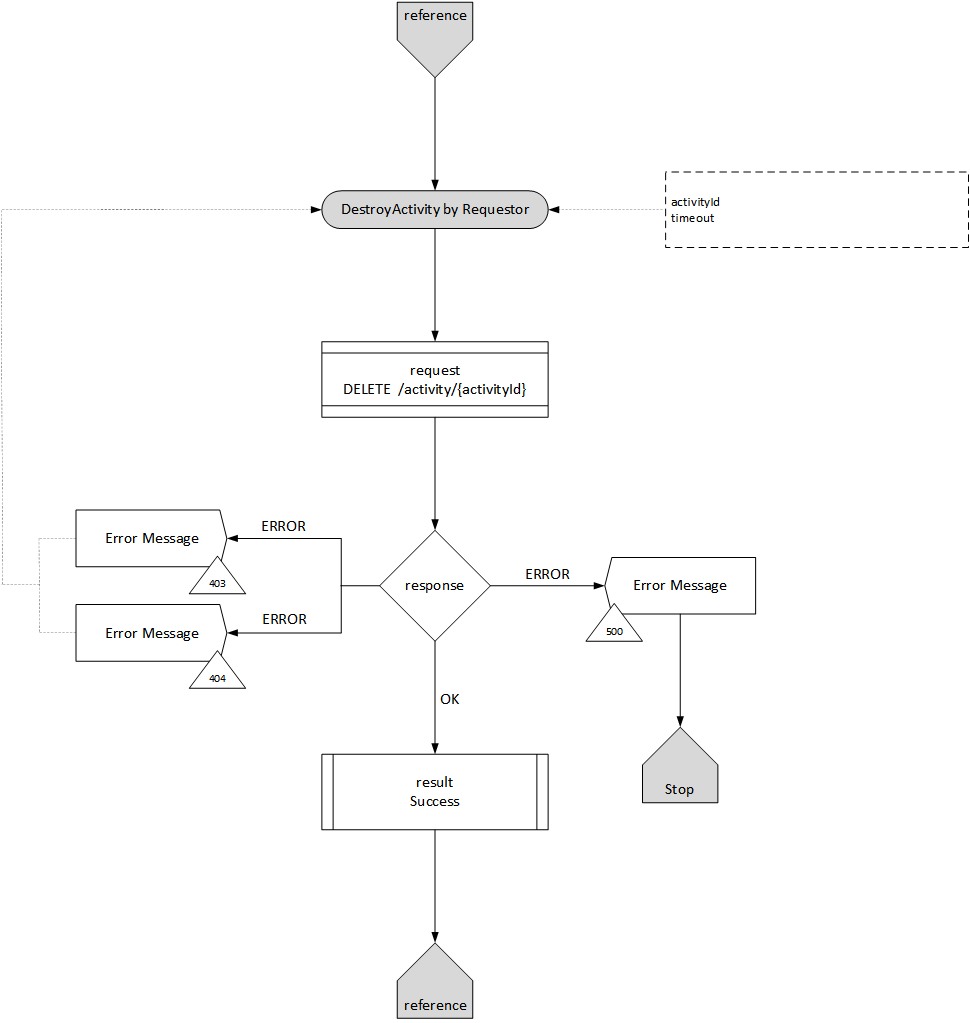 reference
DestroyActivity by Requestor
activityId
timeout
request
DELETE /activity/{activityId}
ERROR
Error Message
403
response
ERROR
Error Message
500
ERROR
Error Message
404
OK
result
Success
Stop
reference